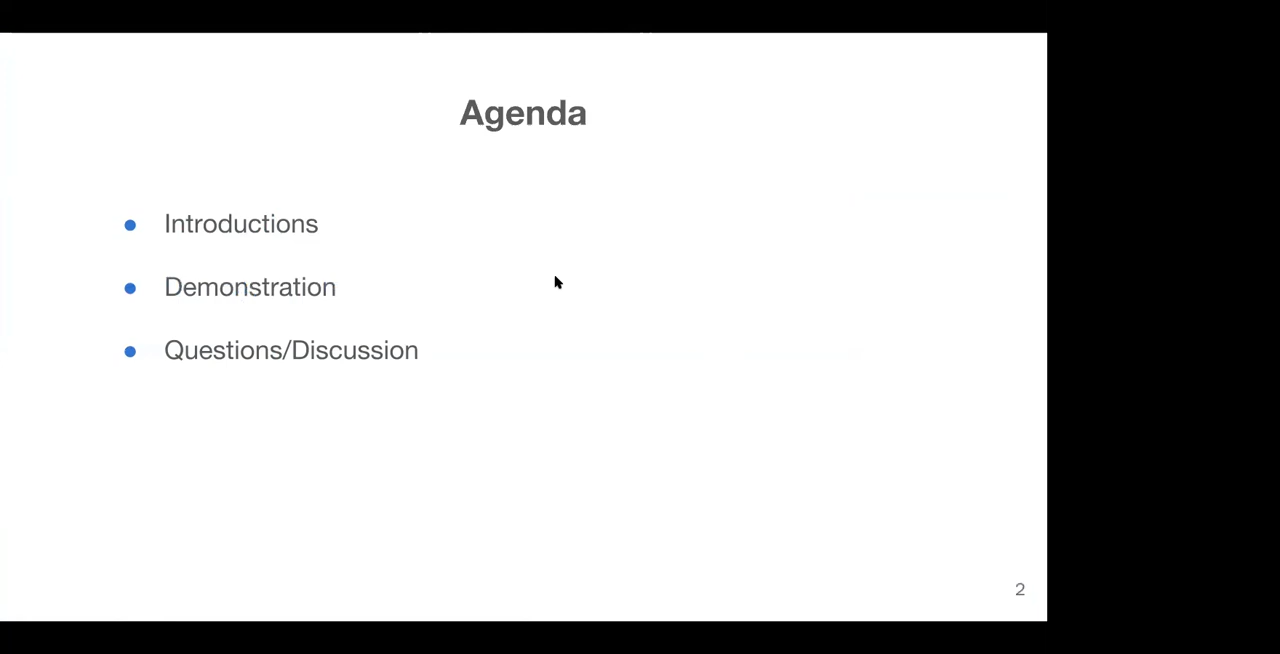 Agenda
● Introductions
● Demonstration
● Questions/Discussion
2